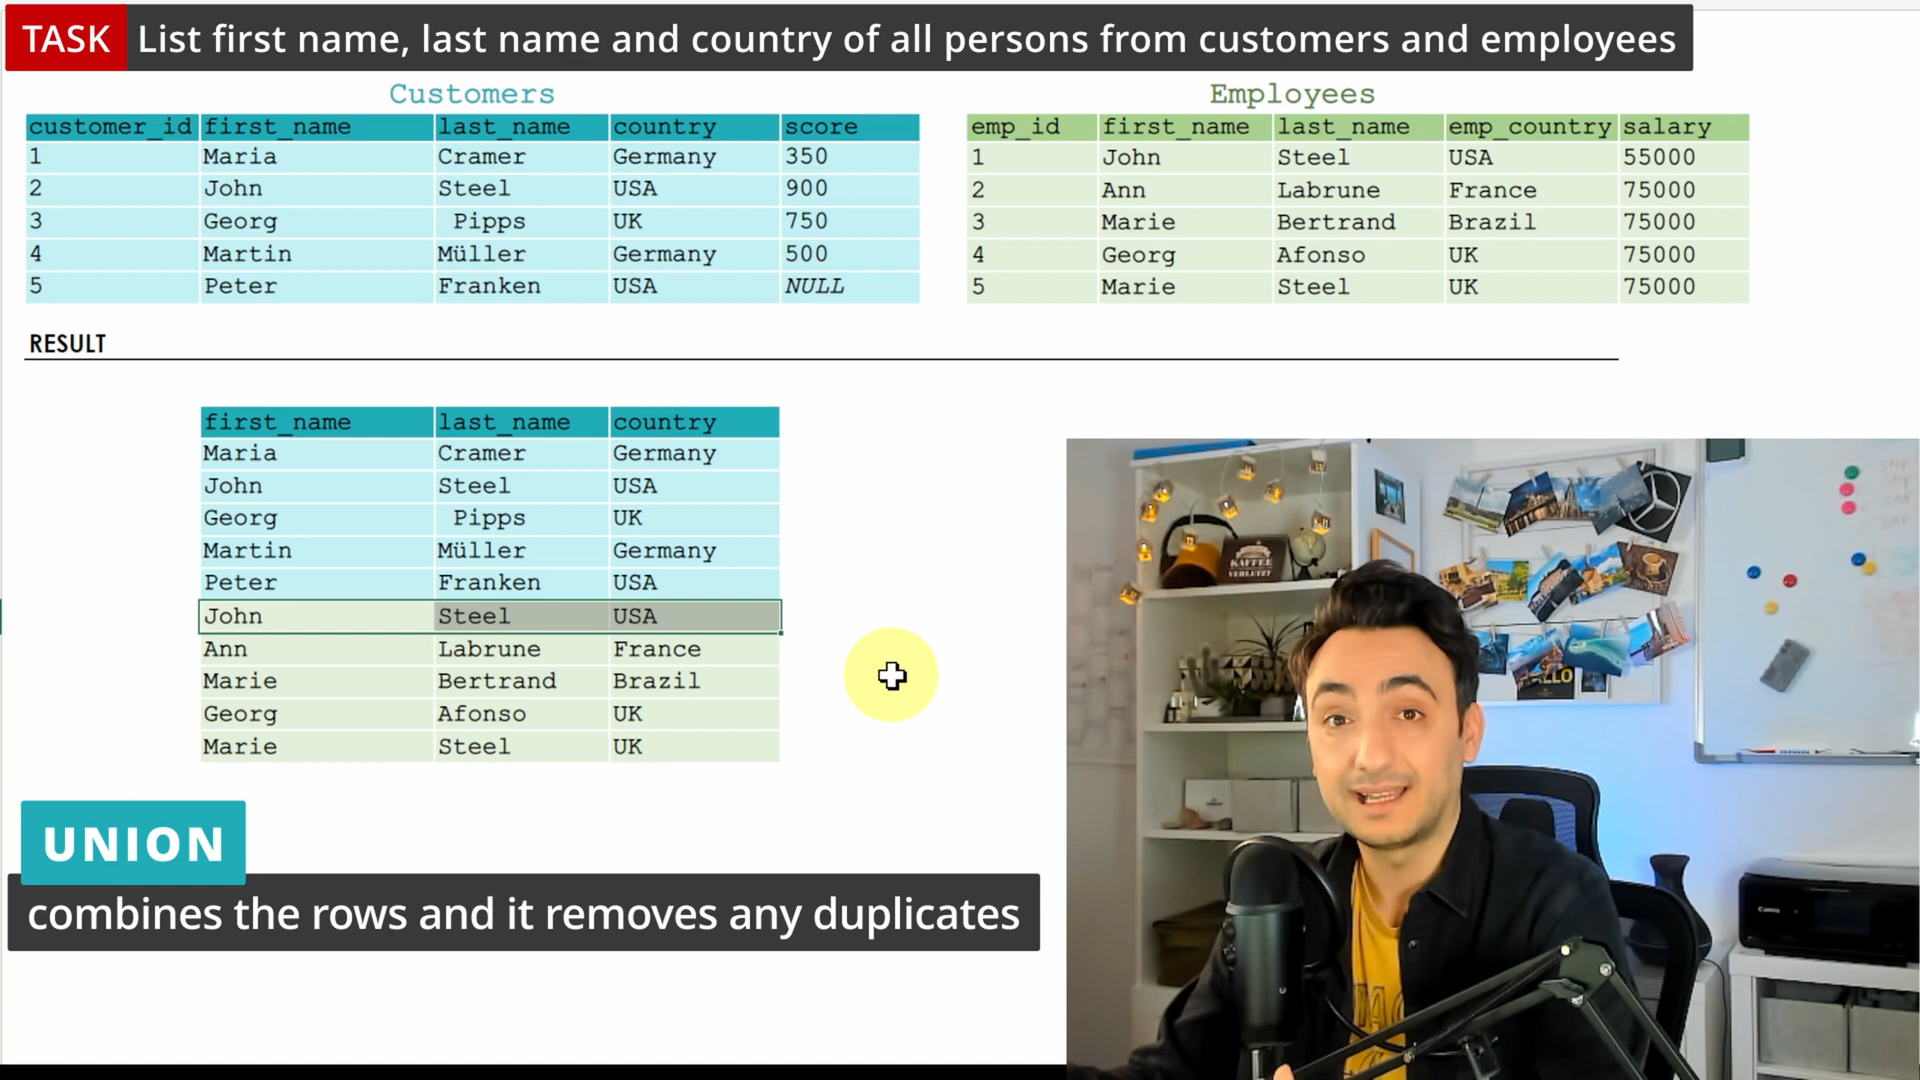 TASK List first name, last name and country of all persons from customers and employees
Customers
customer_id first_name last_name country score
1 Maria Cramer Germany 350
2 John Steel USA 900
3 Georg Pipps UK 750
4 Martin Müller Germany 500
5 Peter Franken USA NULL
Employees
emp_id first_name last_name emp_country salary
1 John Steel USA 55000
2 Ann Labrune France 75000
3 Marie Bertrand Brazil 75000
4 Georg Afonso UK 75000
5 Marie Steel UK 75000
RESULT
first_name last_name country
Maria Cramer Germany
John Steel USA
Georg Pipps UK
Martin Müller Germany
Peter Franken USA
John Steel USA
Ann Labrune France
Marie Bertrand Brazil
Georg Afonso UK
Marie Steel UK
UNION
combines the rows and it removes any duplicates
KAFFEE
VERLETZT
Canon